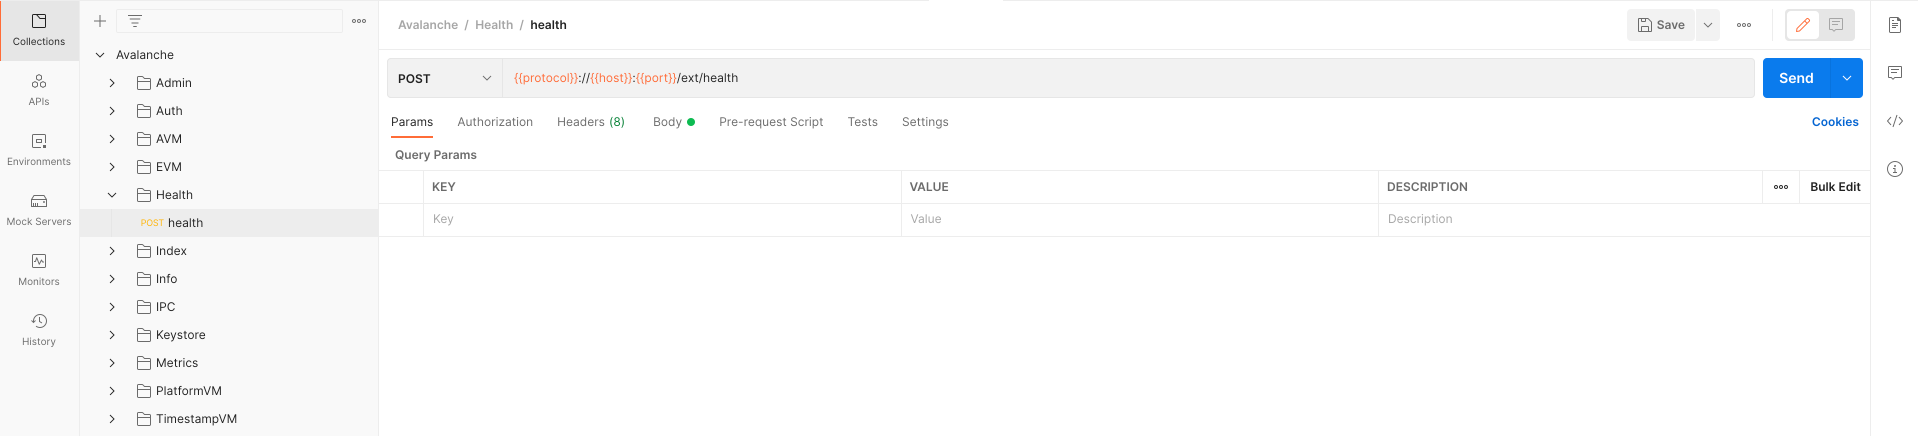 Collections
APIs
Environments
Mock Servers
Monitors
History
Avalanche
Admin
Auth
AVM
EVM
Health
POST health
Index
Info
IPC
Keystore
Metrics
PlatformVM
TimestampVM
Avalanche / Health / health
Save
POST {{protocol}}://{{host}}:{{port}}/ext/health
Send
Params Authorization Headers (8) Body Pre-request Script Tests Settings Cookies
Query Params
KEY VALUE DESCRIPTION Bulk Edit
Key Value Description